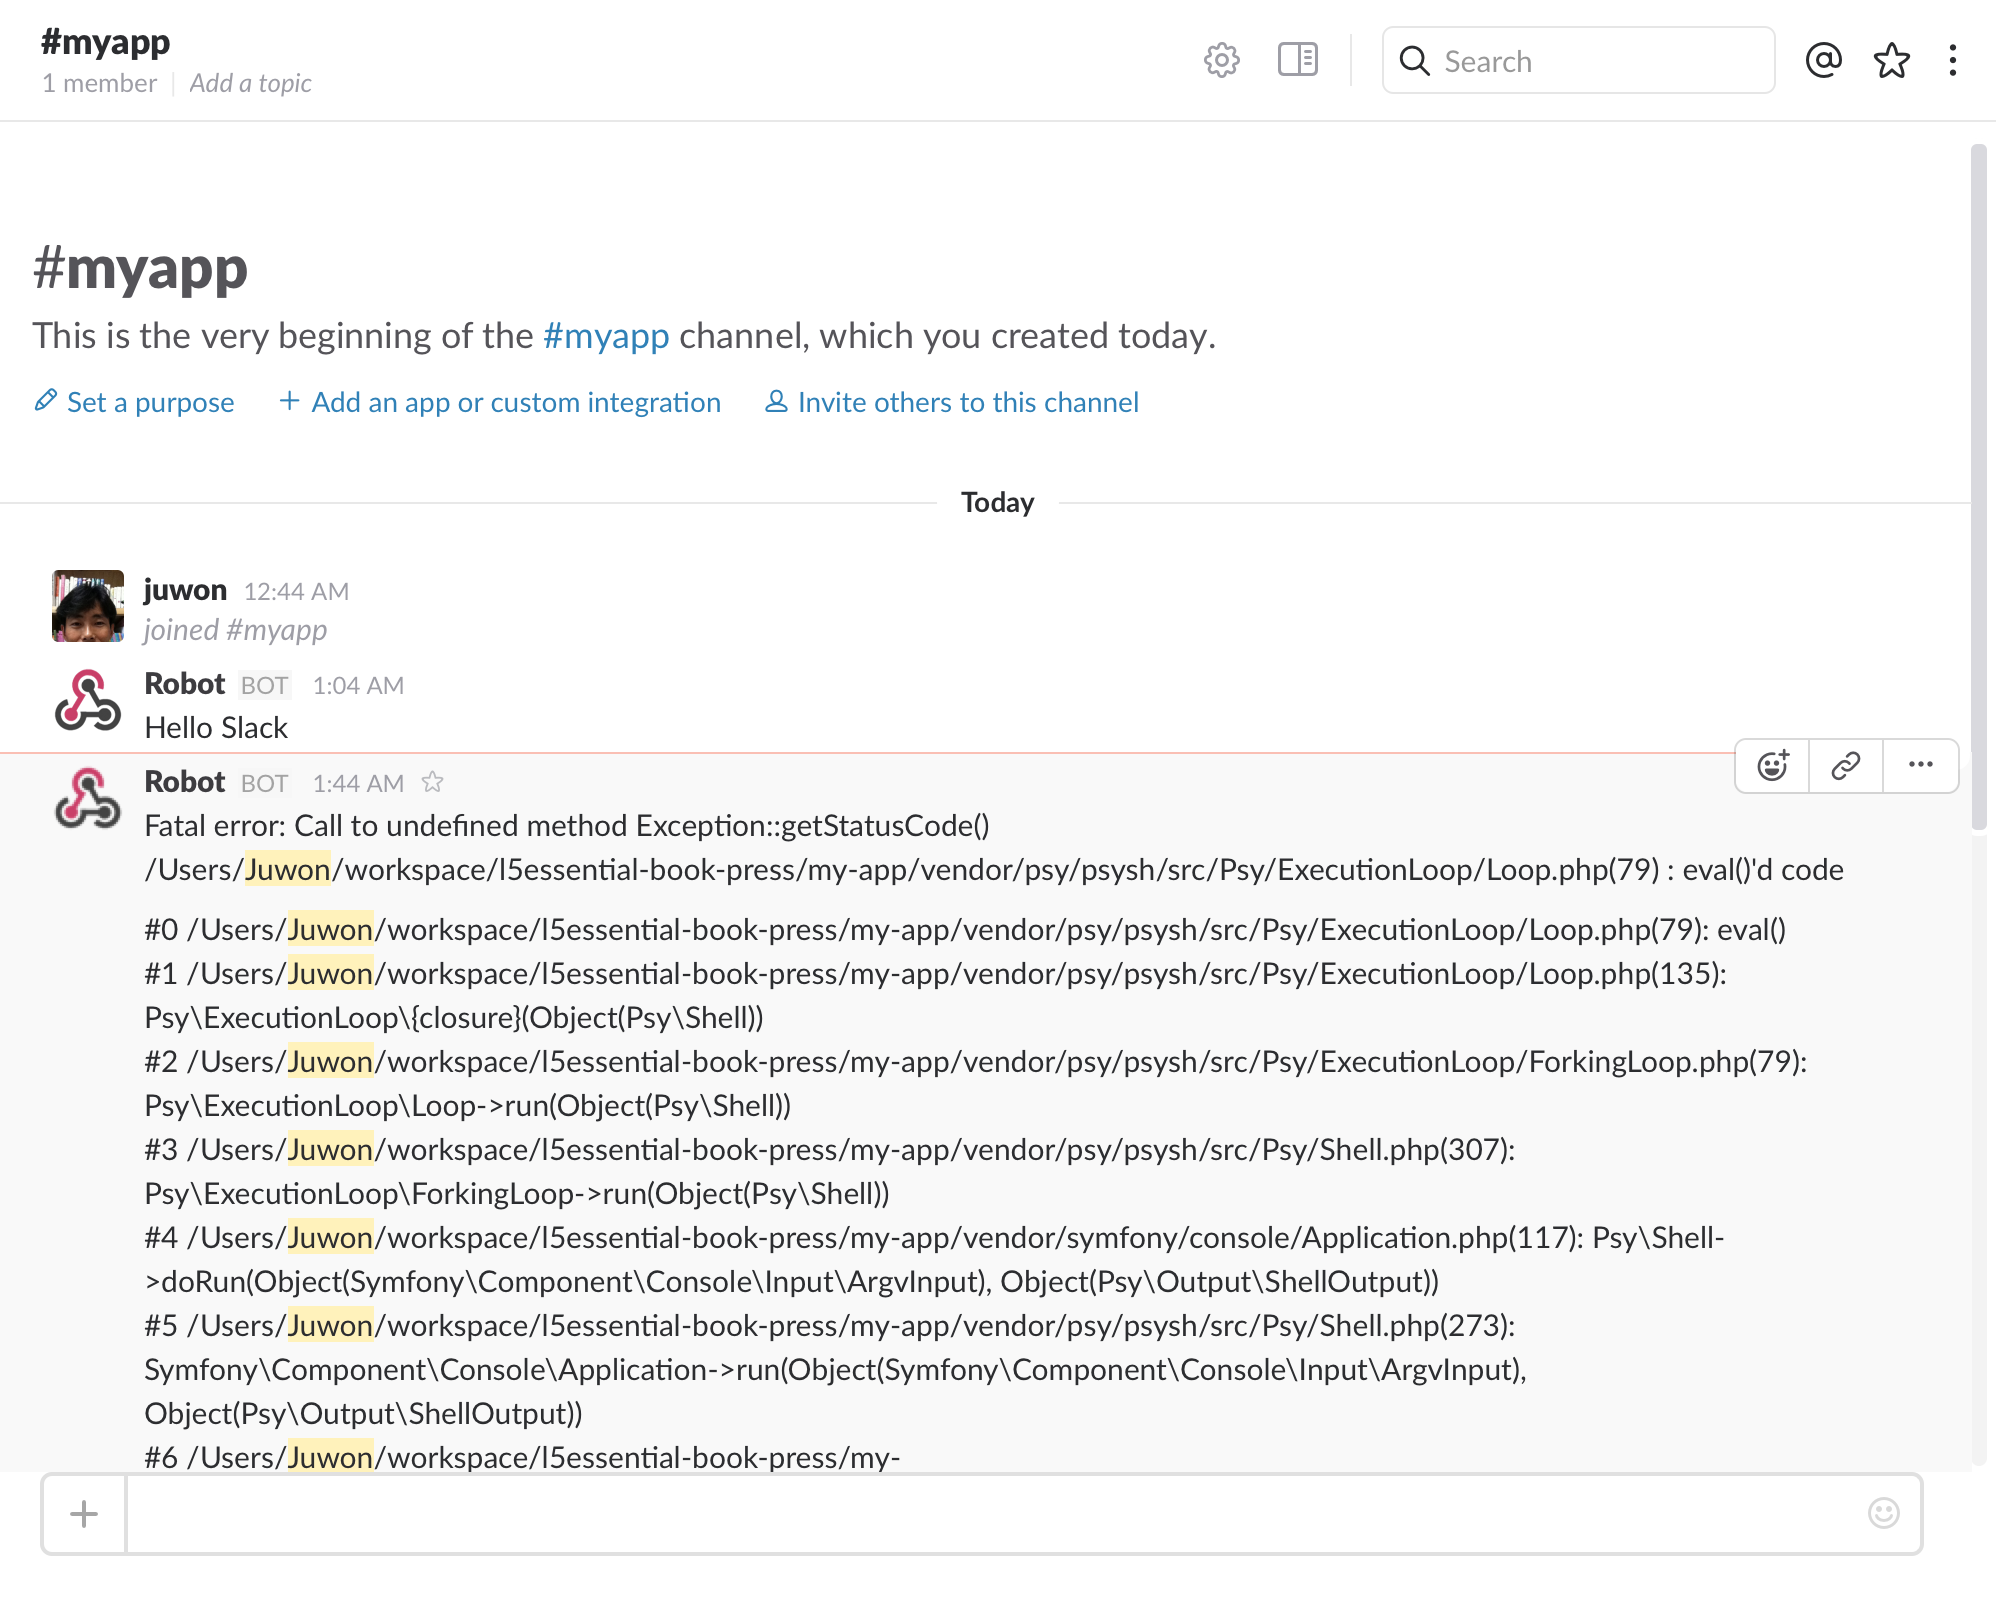 #myapp
1 member | Add a topic
Search
#myapp
This is the very beginning of the #myapp channel, which you created today.
Set a purpose + Add an app or custom integration Invite others to this channel
Today
juwon 12:44 AM
joined #myapp
Robot BOT 1:04 AM
Hello Slack
Robot BOT 1:44 AM
Fatal error: Call to undefined method Exception::getStatusCode()
/Users/Juwon/workspace/l5essential-book-press/my-app/vendor/psy/psysh/src/Psy/ExecutionLoop/Loop.php(79) : eval()'d code
#0 /Users/Juwon/workspace/l5essential-book-press/my-app/vendor/psy/psysh/src/Psy/ExecutionLoop/Loop.php(79): eval()
#1 /Users/Juwon/workspace/l5essential-book-press/my-app/vendor/psy/psysh/src/Psy/ExecutionLoop/Loop.php(135):
Psy\ExecutionLoop\{closure}(Object(Psy\Shell))
#2 /Users/Juwon/workspace/l5essential-book-press/my-app/vendor/psy/psysh/src/Psy/ExecutionLoop/ForkingLoop.php(79):
Psy\ExecutionLoop\Loop->run(Object(Psy\Shell))
#3 /Users/Juwon/workspace/l5essential-book-press/my-app/vendor/psy/psysh/src/Psy/Shell.php(307):
Psy\ExecutionLoop\ForkingLoop->run(Object(Psy\Shell))
#4 /Users/Juwon/workspace/l5essential-book-press/my-app/vendor/symfony/console/Application.php(117): Psy\Shell-
>doRun(Object(Symfony\Component\Console\Input\ArgvInput), Object(Psy\Output\ShellOutput))
#5 /Users/Juwon/workspace/l5essential-book-press/my-app/vendor/psy/psysh/src/Psy/Shell.php(273):
Symfony\Component\Console\Application->run(Object(Symfony\Component\Console\Input\ArgvInput),
Object(Psy\Output\ShellOutput))
#6 /Users/Juwon/workspace/l5essential-book-press/my-